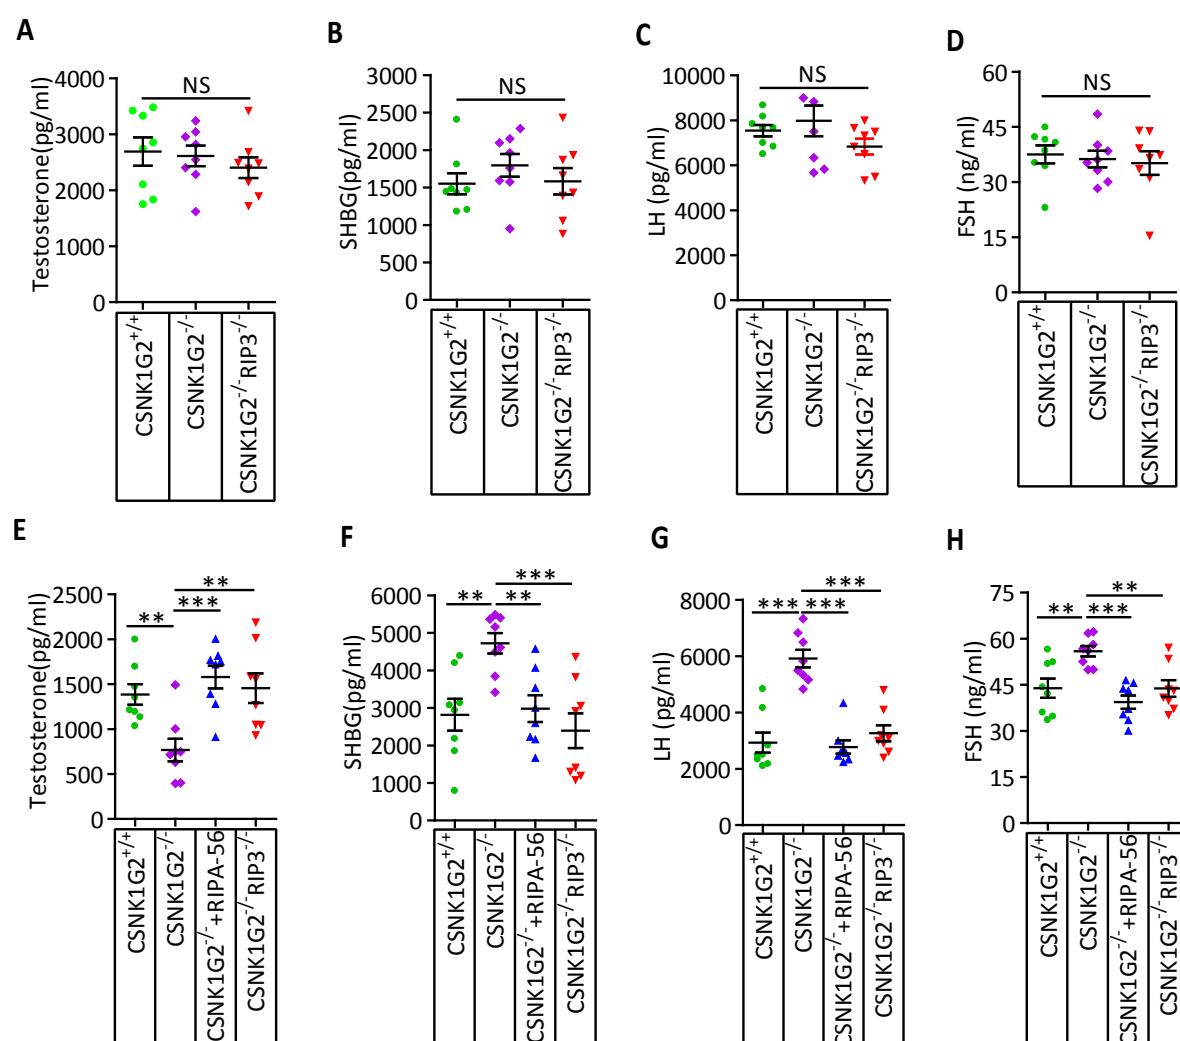 A
Testosterone(pg/ml)
4000
3000
2000
1000
0
NS
CSNK1G2+/+
CSNK1G2-/-
CSNK1G2-/-RIP3-/-
B
SHBG(pg/ml)
3000
2500
2000
1500
1000
500
0
NS
CSNK1G2+/+
CSNK1G2-/-
CSNK1G2-/-RIP3-/-
C
LH (pg/ml)
10000
8000
6000
4000
2000
0
NS
CSNK1G2+/+
CSNK1G2-/-
CSNK1G2-/-RIP3-/-
D
FSH (ng/ml)
60
45
30
15
0
NS
CSNK1G2+/+
CSNK1G2-/-
CSNK1G2-/-RIP3-/-
E
Testosterone(pg/ml)
2500
2000
1500
1000
500
0
**
***
**
CSNK1G2+/+
CSNK1G2-/-
CSNK1G2-/-+RIPA-56
CSNK1G2-/-RIP3-/-
F
SHBG(pg/ml)
6000
5000
4000
3000
2000
1000
0
***
** **
CSNK1G2+/+
CSNK1G2-/-
CSNK1G2-/-+RIPA-56
CSNK1G2-/-RIP3-/-
G
LH (pg/ml)
8000
6000
4000
2000
0
***
*** ***
CSNK1G2+/+
CSNK1G2-/-
CSNK1G2-/-+RIPA-56
CSNK1G2-/-RIP3-/-
H
FSH (ng/ml)
75
60
45
30
15
0
**
** ***
CSNK1G2+/+
CSNK1G2-/-
CSNK1G2-/-+RIPA-56
CSNK1G2-/-RIP3-/-